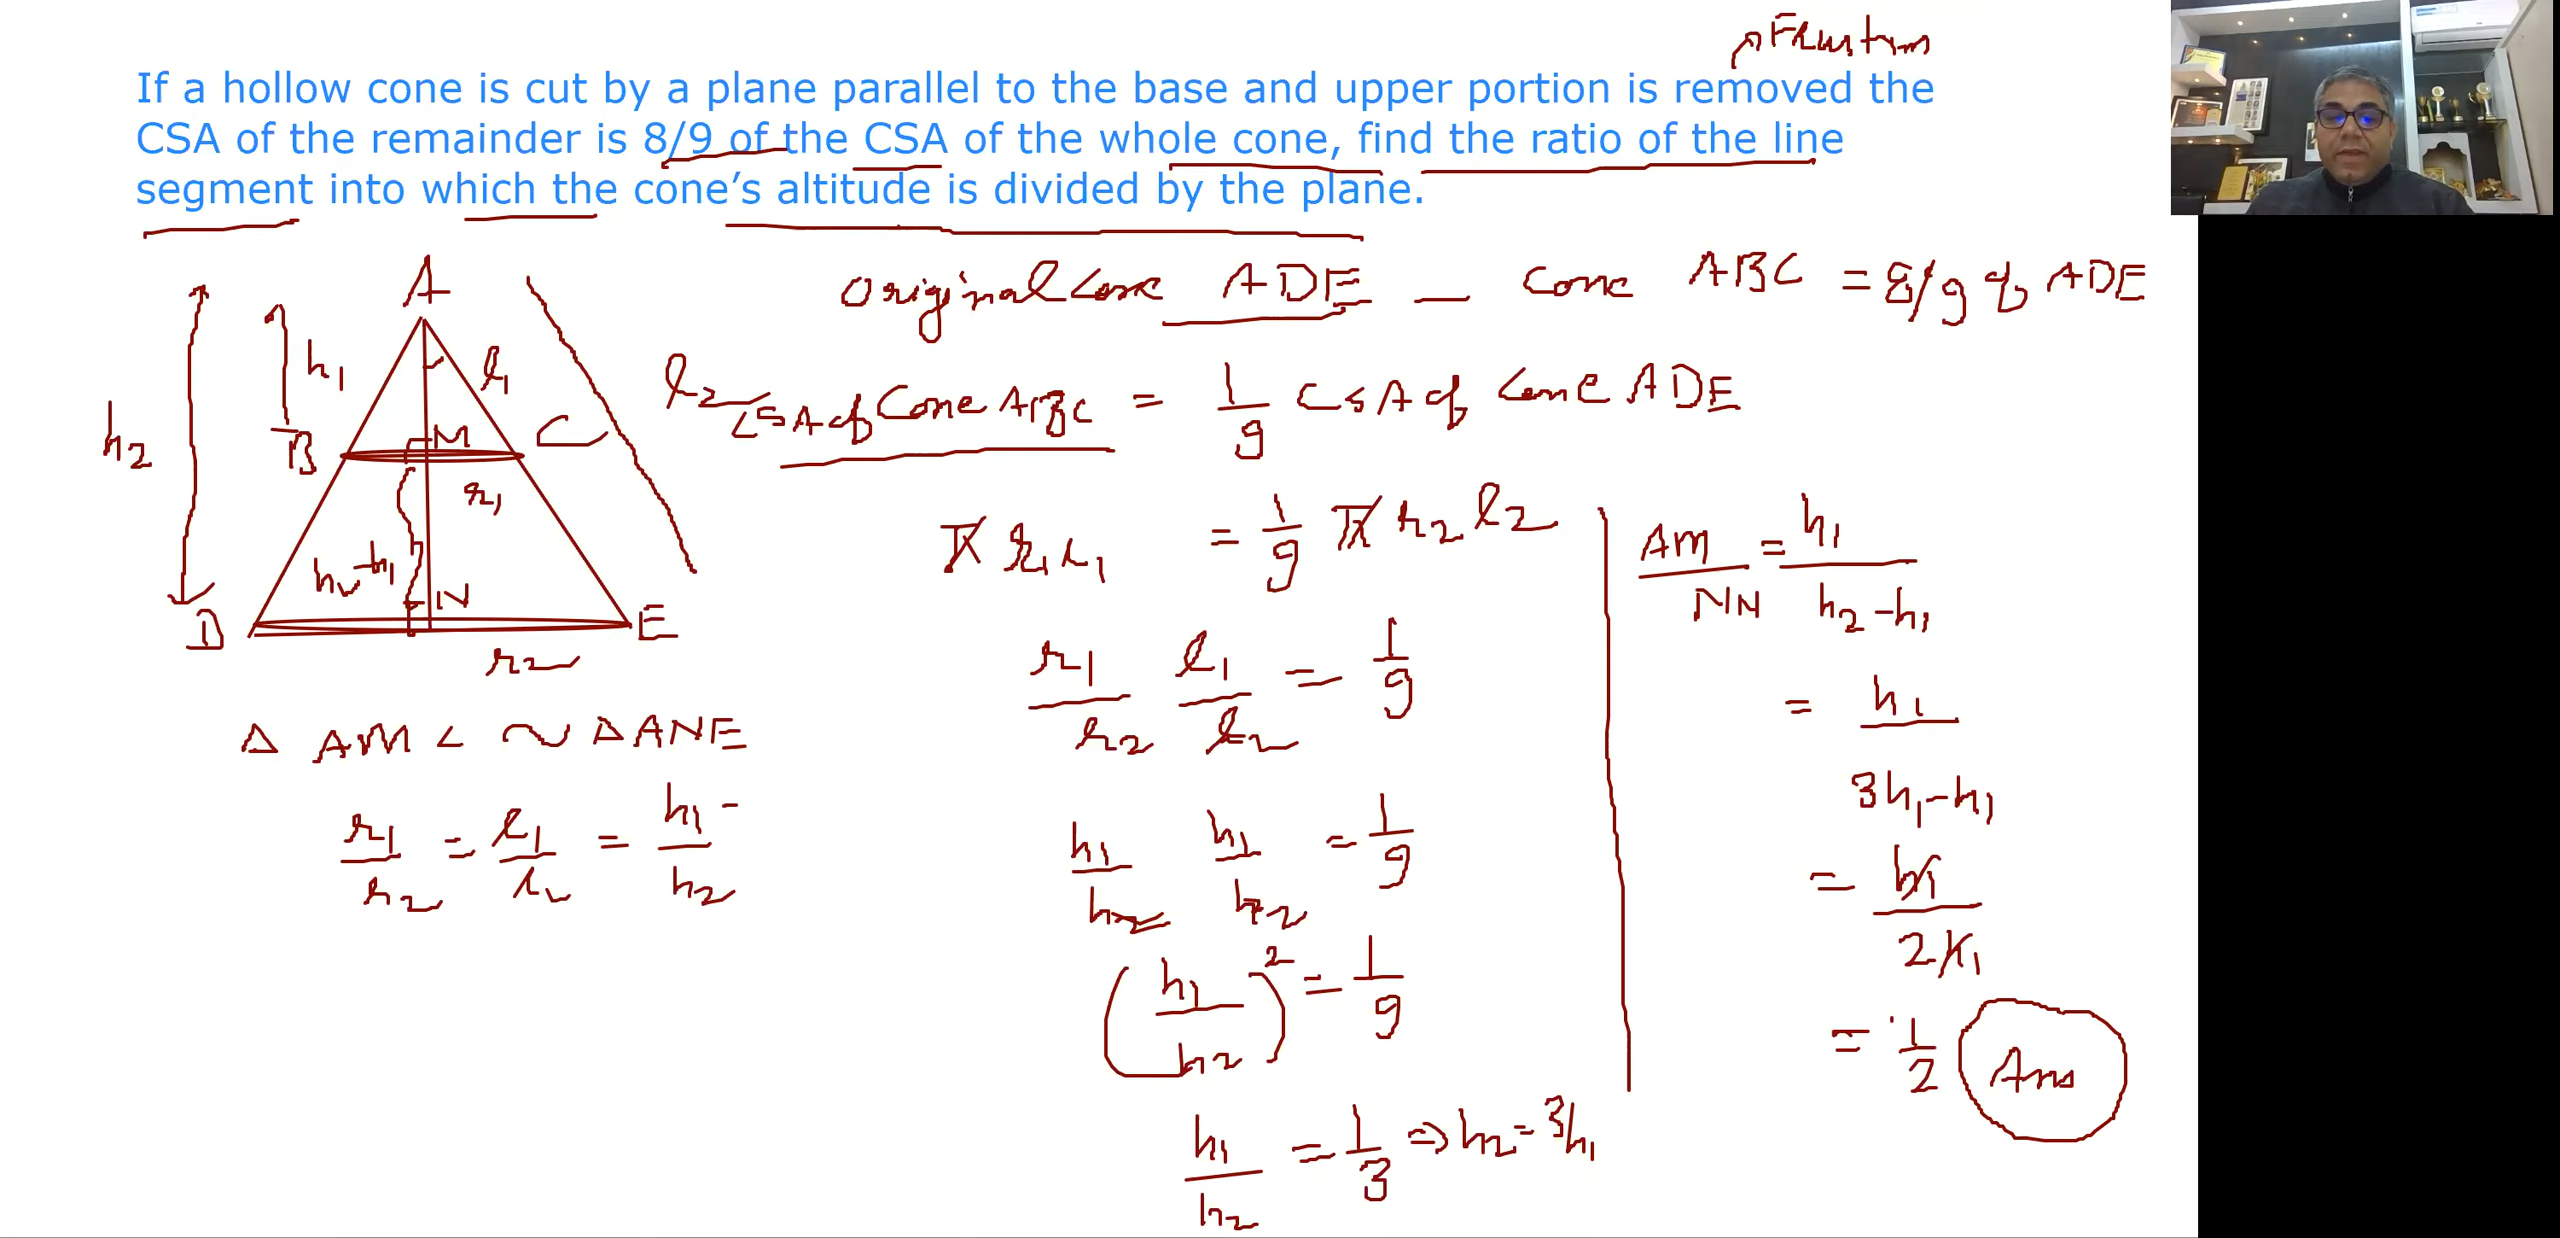 Frustum
If a hollow cone is cut by a plane parallel to the base and upper portion is removed the
CSA of the remainder is 8/9 of the CSA of the whole cone, find the ratio of the line
segment into which the cone’s altitude is divided by the plane.
Original Cone ADE — Cone ABC = 8/9 of ADE
CSA of Cone ABC = 1/9 CSA of Cone ADE
A
h1
l1
l2
h2
B
M
C
r1
h2-h1
N
D
E
r2
π r1 l1 = 1/9 π r2 l2
r1/r2 l1/l2 = 1/9
h1/h2 h1/h2 = 1/9
(h1/h2)² = 1/9
h1/h2 = 1/3 ⇒ h2 = 3h1
Δ AMC ~ Δ ANE
r1/r2 = l1/l2 = h1/h2
AM/MN = h1/h2-h1
= h1/3h1-h1
= h1/2h1
= 1/2 Ans